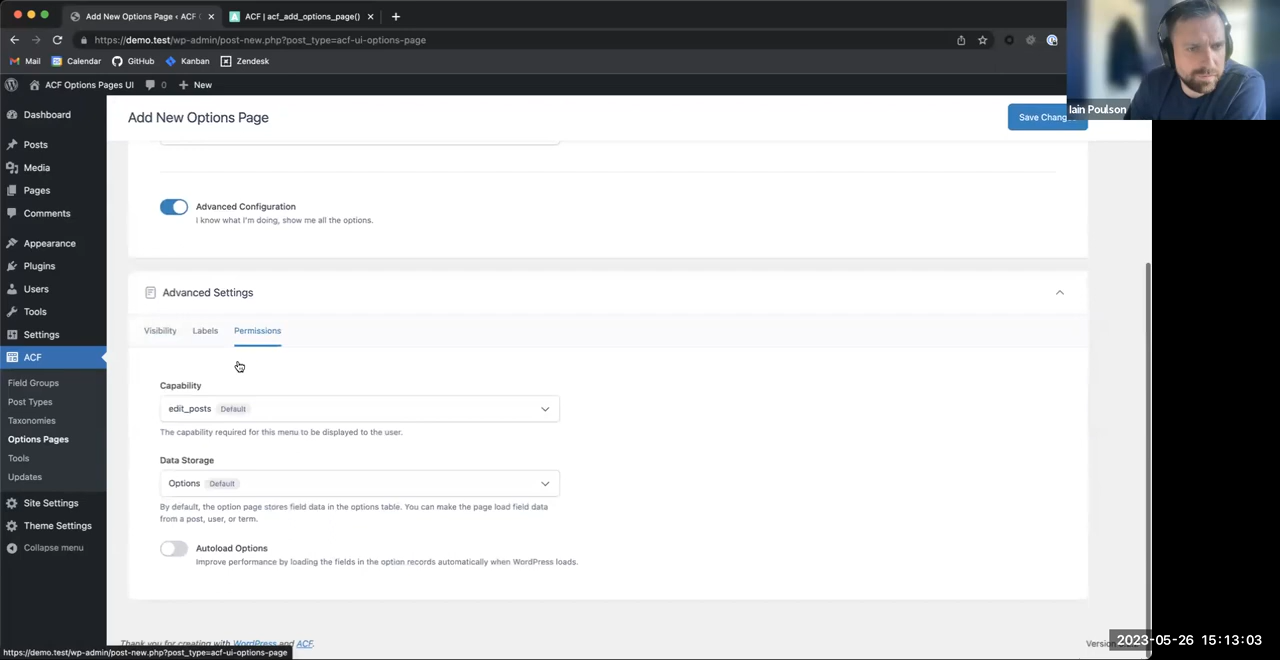 Add New Options Page ‹ ACF
ACF | acf_add_options_page()
https://demo.test/wp-admin/post-new.php?post_type=acf-ui-options-page
Mail
Calendar
GitHub
Kanban
Zendesk
ACF Options Pages UI
0
New
Iain Poulson
Dashboard
Posts
Media
Pages
Comments
Appearance
Plugins
Users
Tools
Settings
ACF
Field Groups
Post Types
Taxonomies
Options Pages
Tools
Updates
Site Settings
Theme Settings
Collapse menu
Add New Options Page
Save Changes
Advanced Configuration
I know what I'm doing, show me all the options.
Advanced Settings
Visibility
Labels
Permissions
Capability
edit_posts Default
The capability required for this menu to be displayed to the user.
Data Storage
Options Default
By default, the option page stores field data in the options table. You can make the page load field data
from a post, user, or term.
Autoload Options
Improve performance by loading the fields in the option records automatically when WordPress loads.
Thank you for creating with WordPress and ACF.
https://demo.test/wp-admin/post-new.php?post_type=acf-ui-options-page
2023-05-26 15:13:03